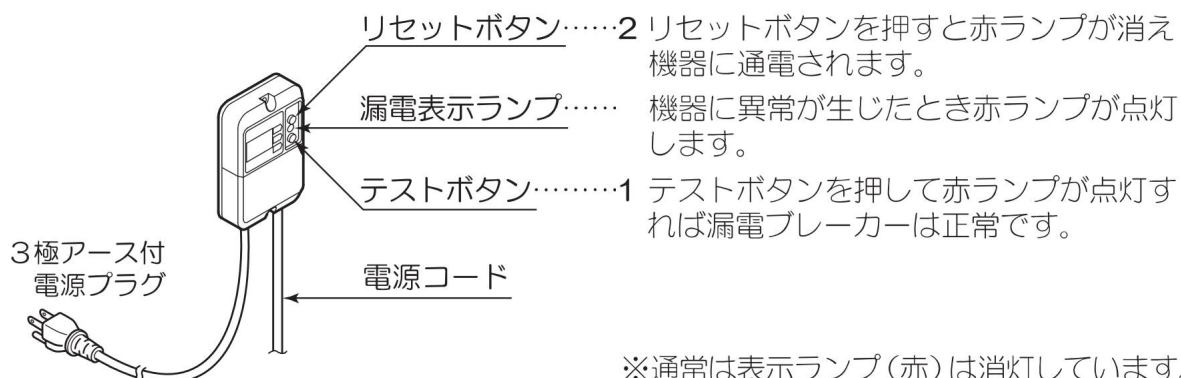 リセットボタン……2 リセットボタンを押すと赤ランプが消え
機器に通電されます。
漏電表示ランプ…… 機器に異常が生じたとき赤ランプが点灯
します。
テストボタン………1 テストボタンを押して赤ランプが点灯す
れば漏電ブレーカーは正常です。
3極アース付
電源プラグ
電源コード
※通常は表示ランプ(赤)は消灯しています。